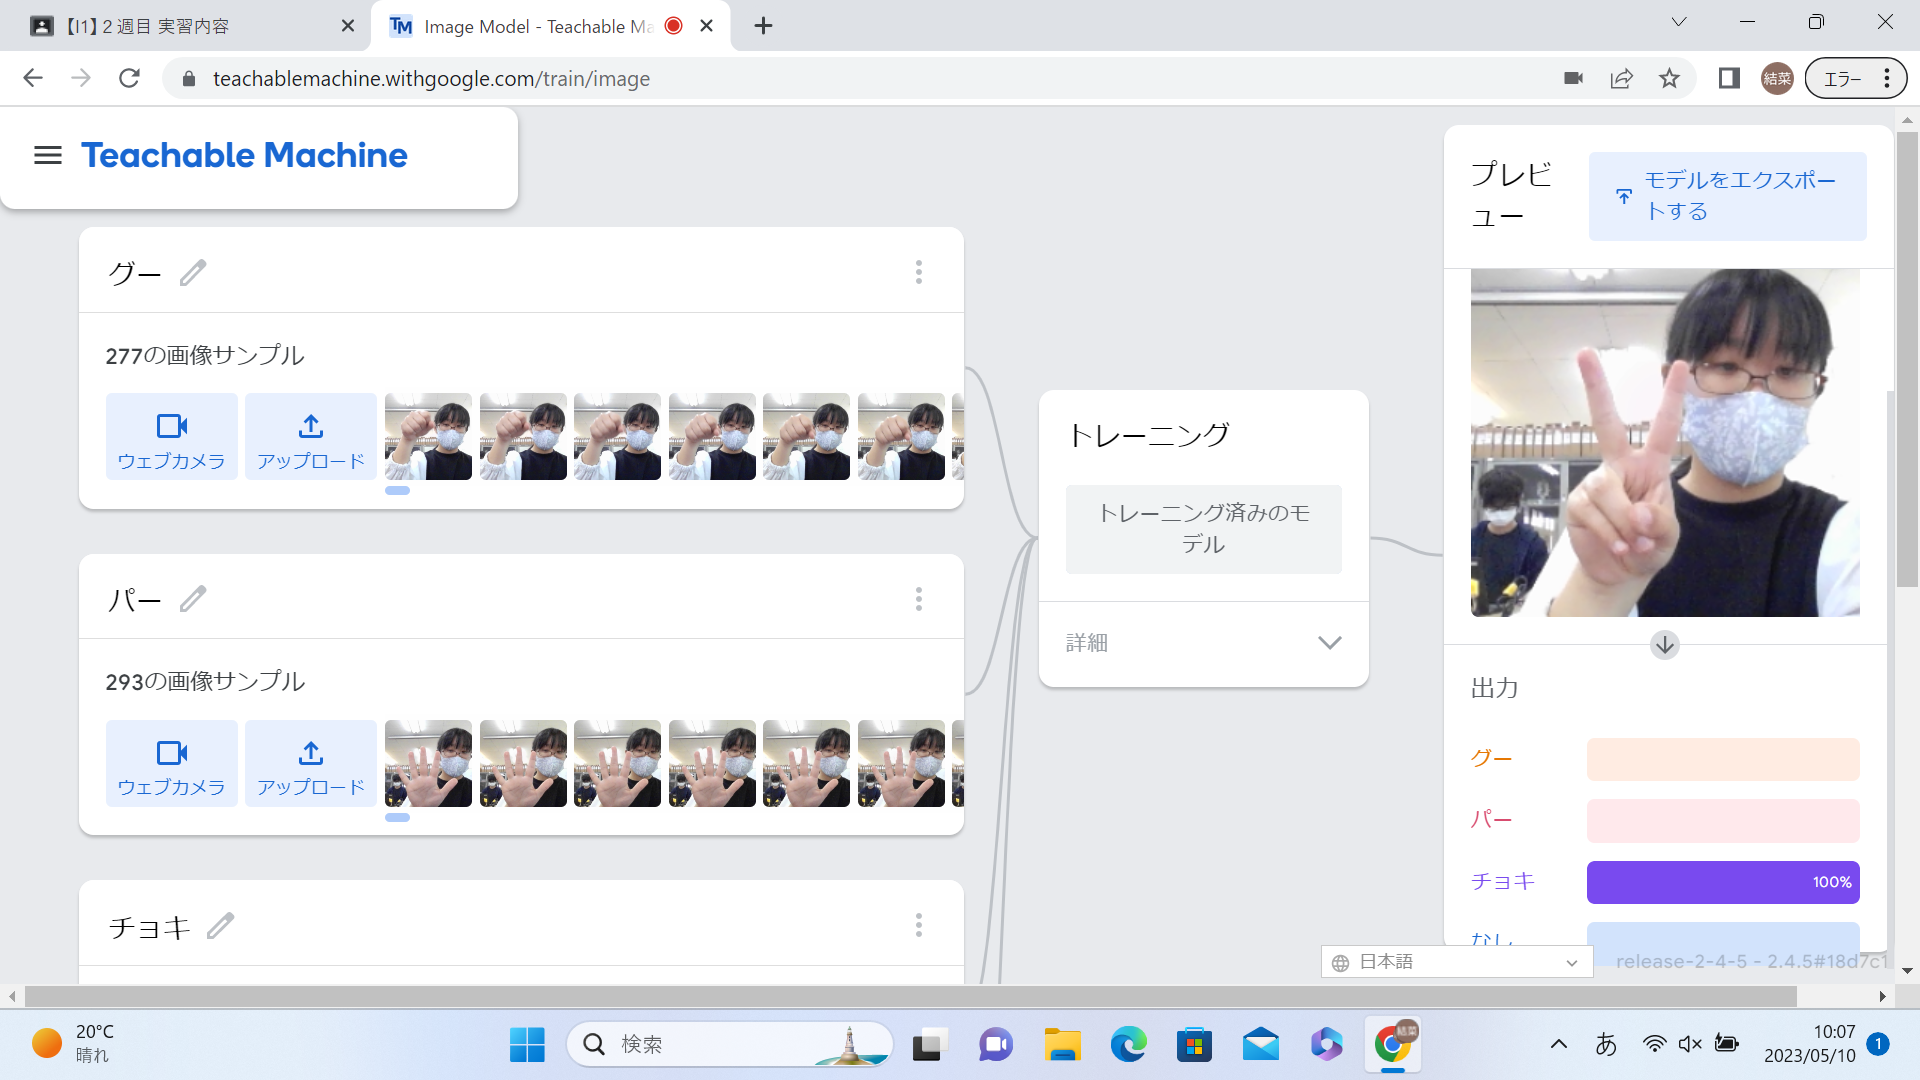 【I1】２週目 実習内容
TM
Image Model - Teachable Ma
teachablemachine.withgoogle.com/train/image
結菜
エラー
Teachable Machine
グー
277の画像サンプル
ウェブカメラ
アップロード
パー
293の画像サンプル
ウェブカメラ
アップロード
チョキ
トレーニング
トレーニング済みのモ
デル
詳細
プレビ
ュー
モデルをエクスポー
トする
出力
グー
パー
チョキ
100%
なし
日本語
release-2-4-5 - 2.4.5#18d7c1
20°C
晴れ
検索
結菜
あ
10:07
2023/05/10
1